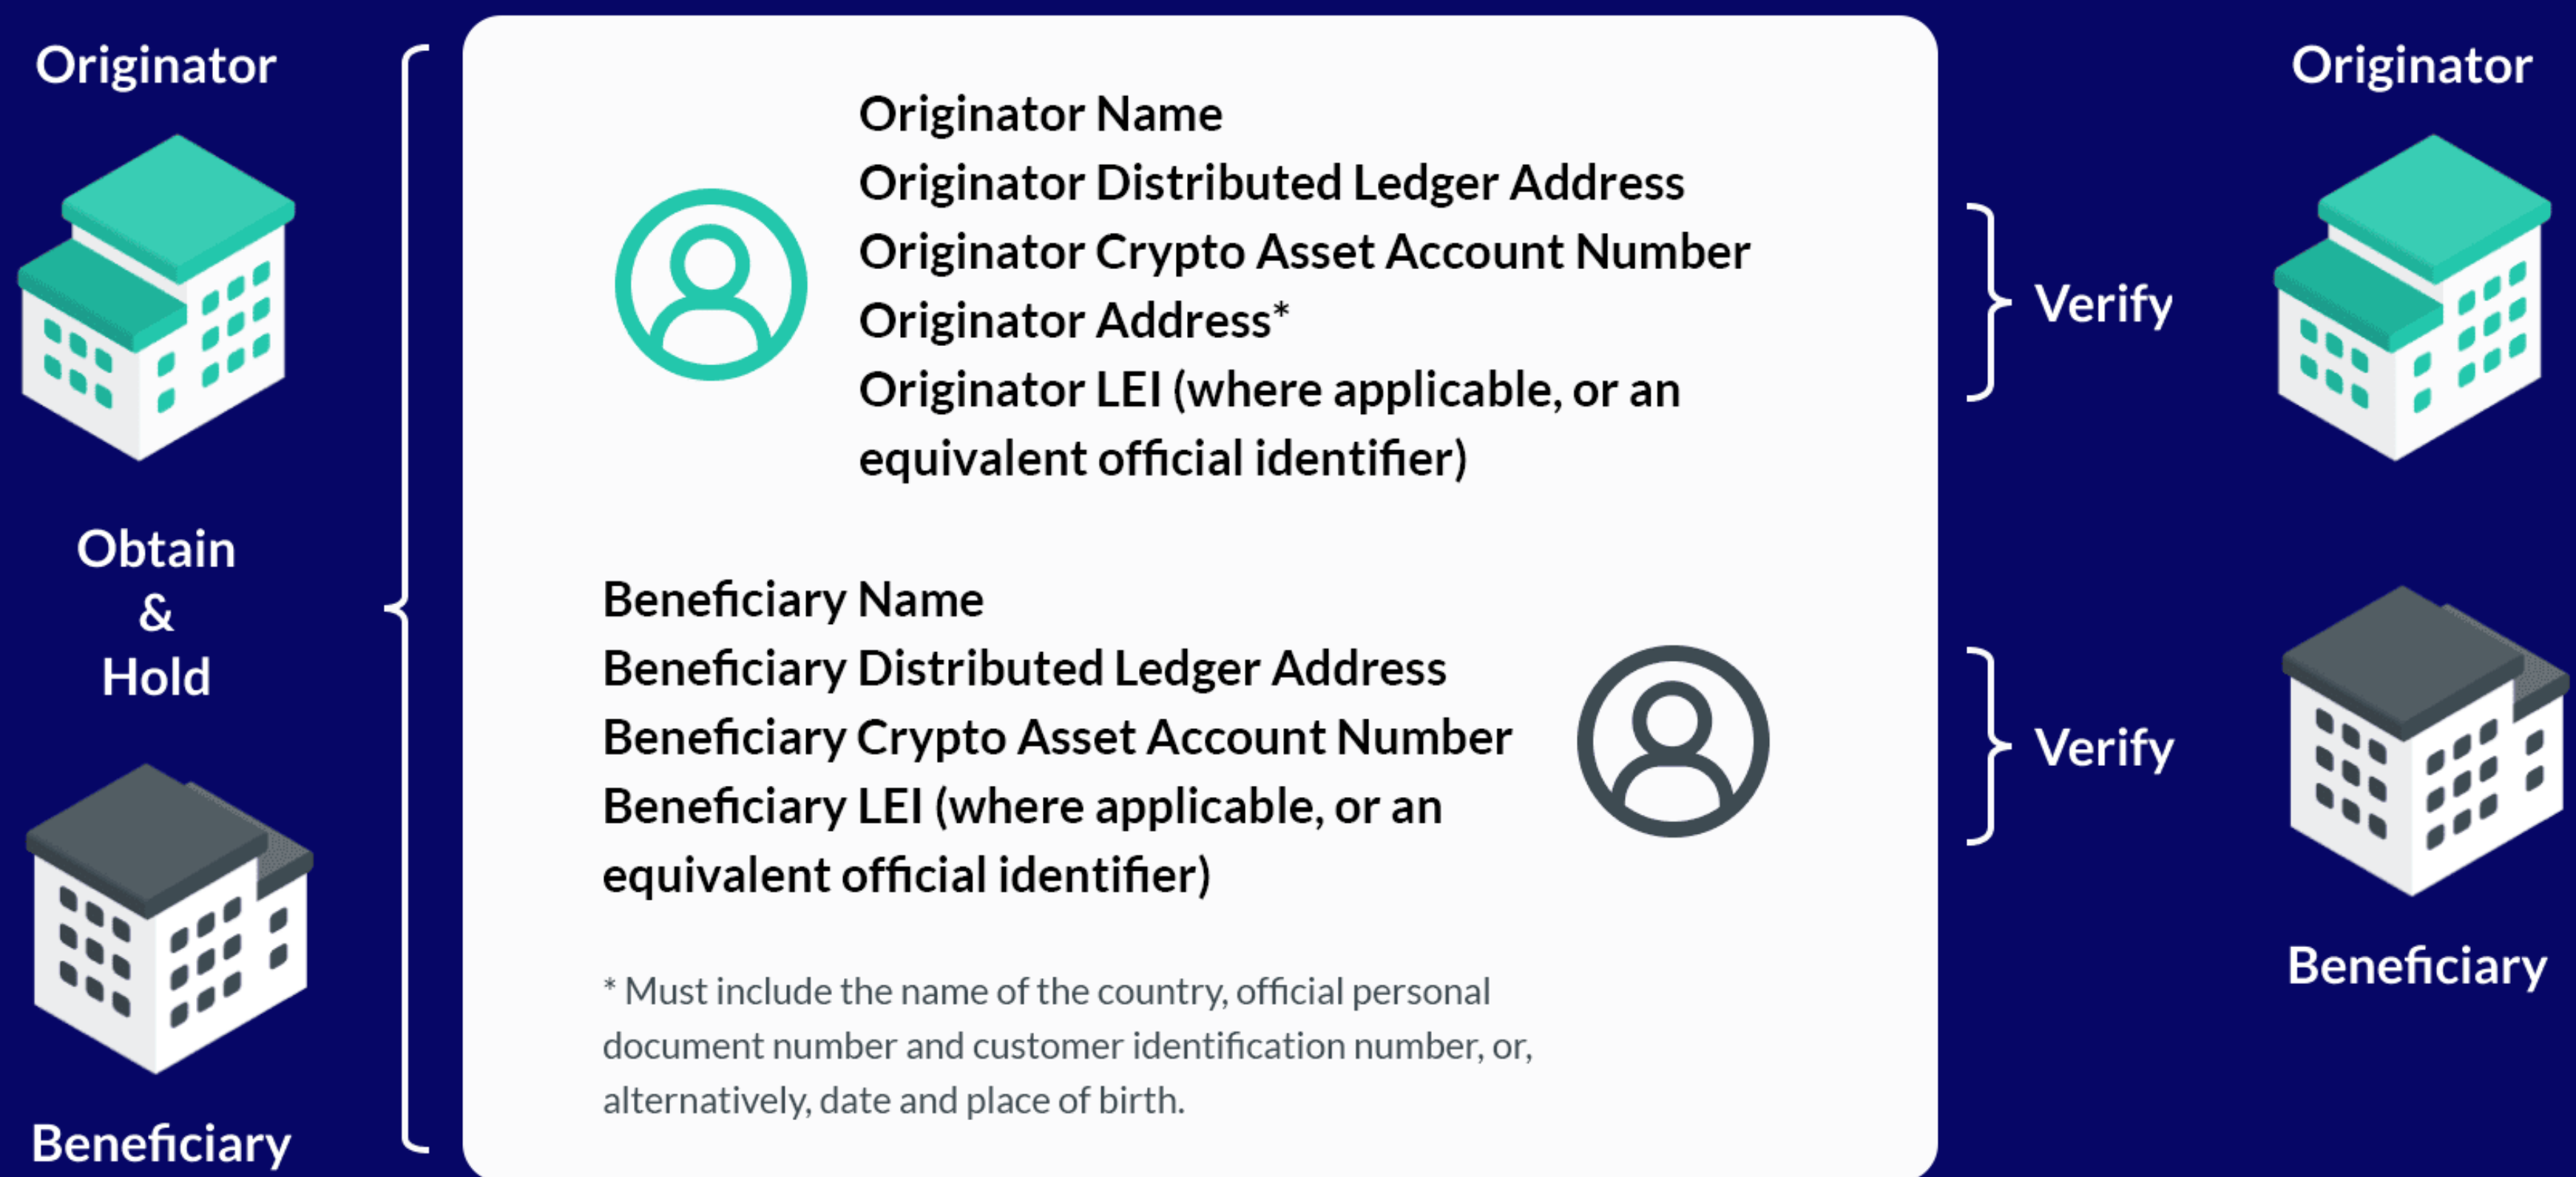 Originator
Obtain
&
Hold
Beneficiary
Originator Name
Originator Distributed Ledger Address
Originator Crypto Asset Account Number
Originator Address*
Originator LEI (where applicable, or an
equivalent official identifier)
Beneficiary Name
Beneficiary Distributed Ledger Address
Beneficiary Crypto Asset Account Number
Beneficiary LEI (where applicable, or an
equivalent official identifier)
* Must include the name of the country, official personal
document number and customer identification number, or,
alternatively, date and place of birth.
Originator
Verify
Verify
Beneficiary